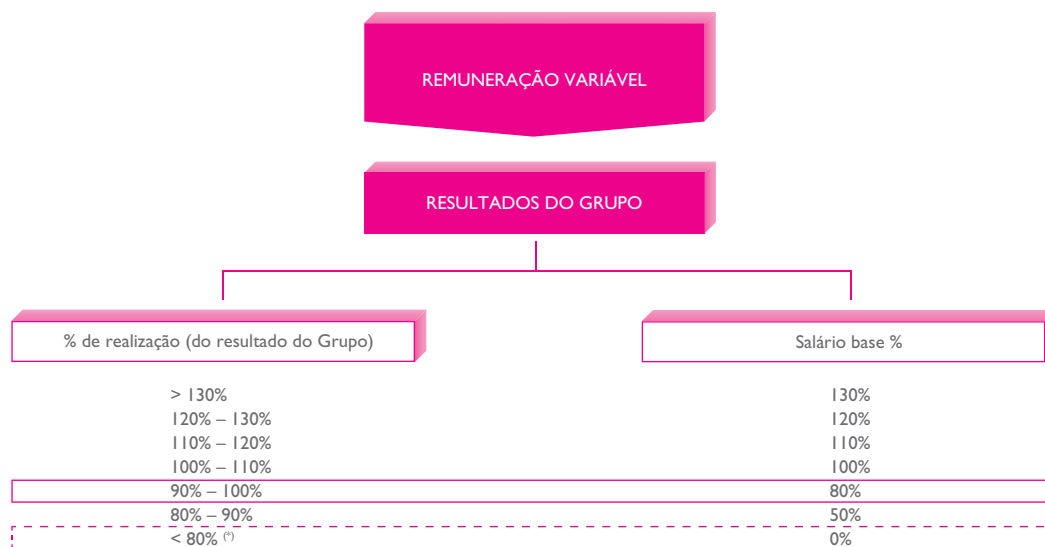 REMUNERAÇÃO VARIÁVEL
RESULTADOS DO GRUPO
% de realização (do resultado do Grupo) Salário base %
> 130% 130%
120% – 130% 120%
110% – 120% 110%
100% – 110% 100%
90% – 100% 80%
80% – 90% 50%
< 80% (*) 0%